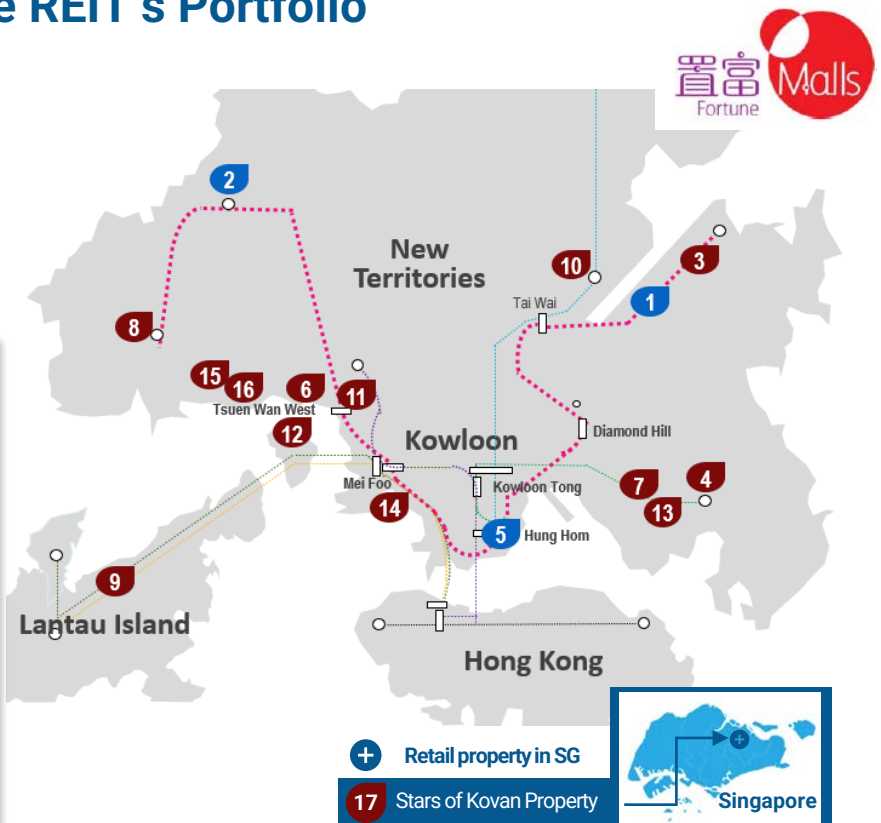 e REIT's Portfolio
置富
Fortune
Malls
2
New
Territories
10
3
Tai Wai
1
8
15
16
6
11
Tsuen Wan West
12
Kowloon
Diamond Hill
Mei Foo
Kowloon Tong
7
4
14
13
5
Hung Hom
9
Lantau Island
Hong Kong
+ Retail property in SG
+
17 Stars of Kovan Property
Singapore